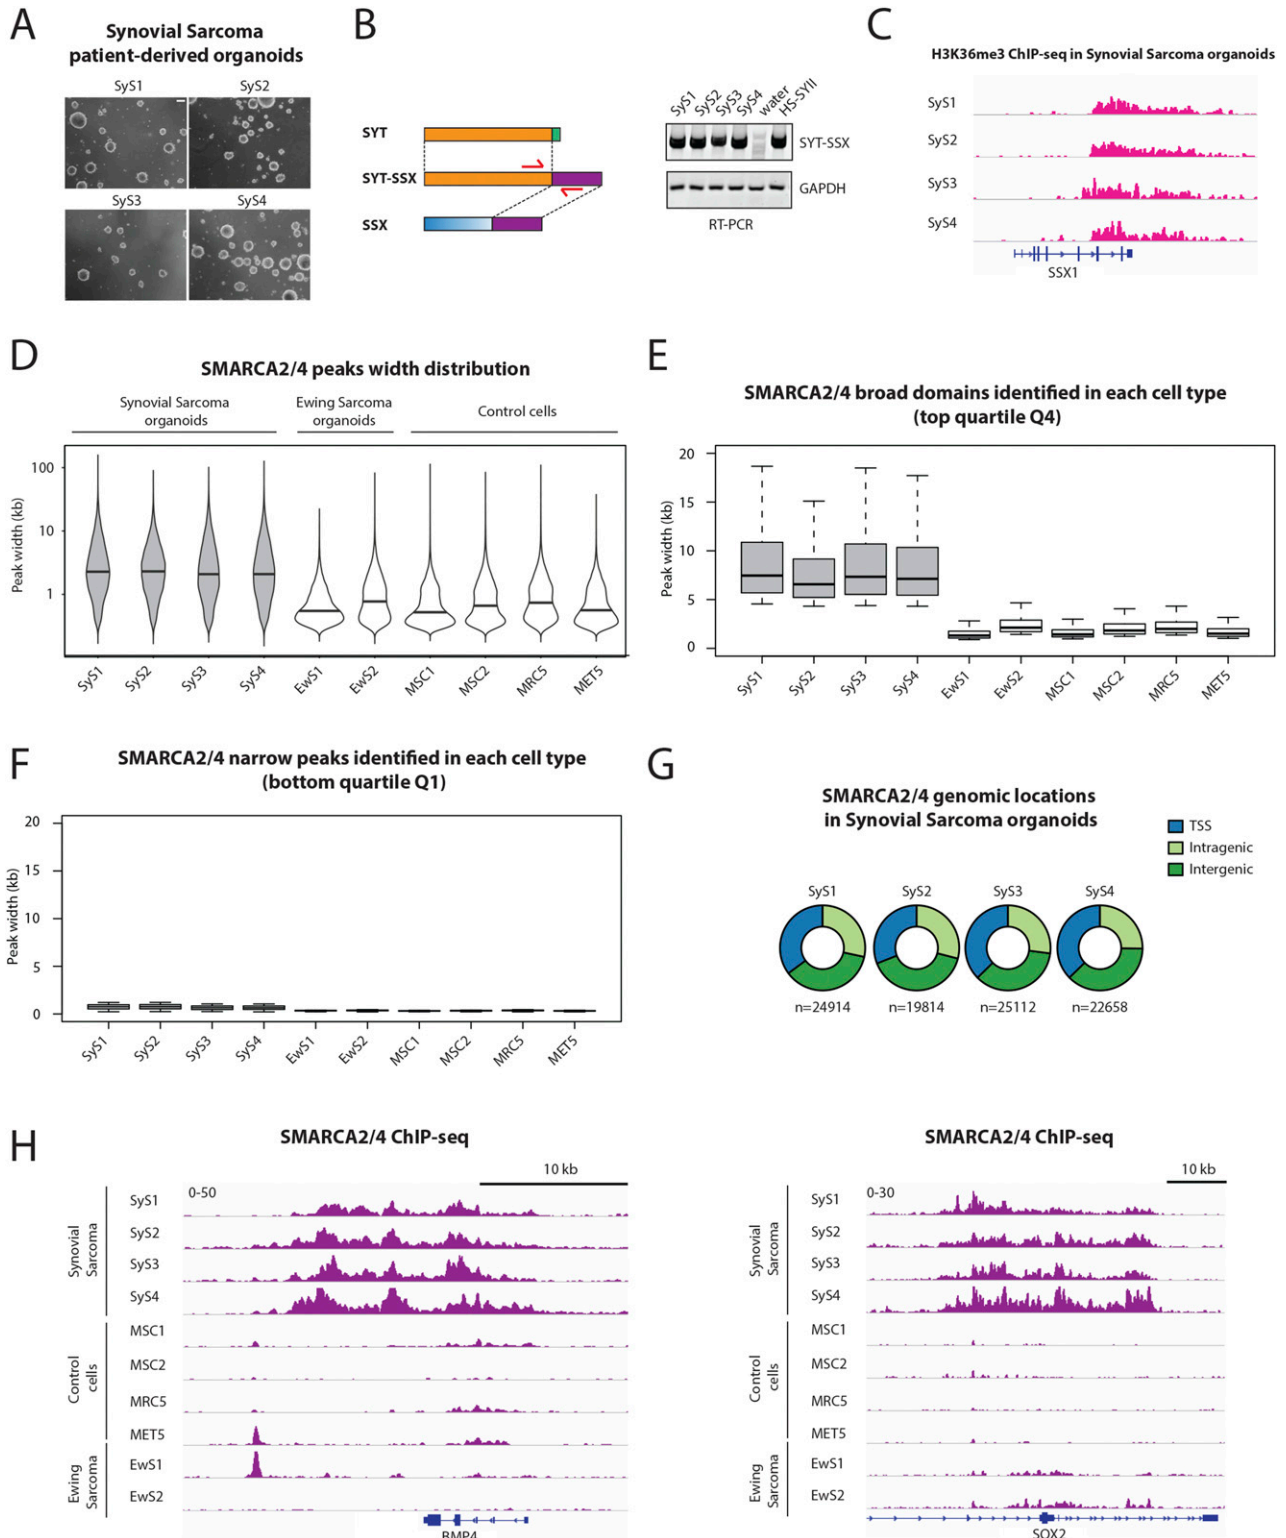 A
Synovial Sarcoma
patient-derived organoids
SyS1
SyS2
SyS3
SyS4
B
SYT
SYT-SSX
SSX
SyS1
SyS2
SyS3
SyS4
water
HS-SYII
SYT-SSX
GAPDH
RT-PCR
C
H3K36me3 ChIP-seq in Synovial Sarcoma organoids
SyS1
SyS2
SyS3
SyS4
SSX1
D
SMARCA2/4 peaks width distribution
Synovial Sarcoma
organoids
Ewing Sarcoma
organoids
Control cells
Peak width (kb)
100
10
1
SyS1
SyS2
SyS3
SyS4
EwS1
EwS2
MSC1
MSC2
MRC5
MET5
E
SMARCA2/4 broad domains identified in each cell type
(top quartile Q4)
Peak width (kb)
20
15
10
5
0
SyS1
SyS2
SyS3
SyS4
EwS1
EwS2
MSC1
MSC2
MRC5
MET5
F
SMARCA2/4 narrow peaks identified in each cell type
(bottom quartile Q1)
Peak width (kb)
20
15
10
5
0
SyS1
SyS2
SyS3
SyS4
EwS1
EwS2
MSC1
MSC2
MRC5
MET5
G
SMARCA2/4 genomic locations
in Synovial Sarcoma organoids
TSS
Intragenic
Intergenic
SyS1
SyS2
SyS3
SyS4
n=24914
n=19814
n=25112
n=22658
H
SMARCA2/4 ChIP-seq
10 kb
0-50
Synovial
Sarcoma
SyS1
SyS2
SyS3
SyS4
Control
cells
MSC1
MSC2
MRC5
MET5
Ewing
Sarcoma
EwS1
EwS2
BMP4
SMARCA2/4 ChIP-seq
10 kb
0-30
Synovial
Sarcoma
SyS1
SyS2
SyS3
SyS4
Control
cells
MSC1
MSC2
MRC5
MET5
Ewing
Sarcoma
EwS1
EwS2
SOX2